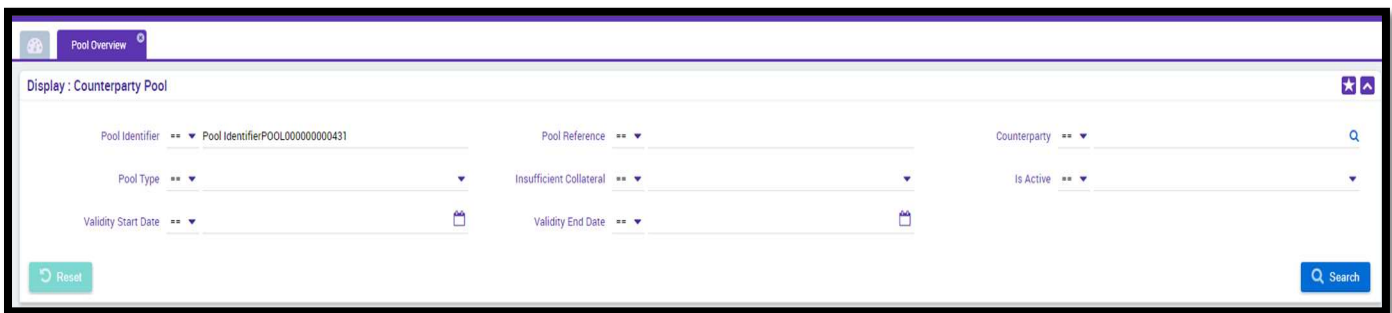 Pool Overview
Display : Counterparty Pool
Pool Identifier == Pool IdentifierPOOL000000000431 Pool Reference == Counterparty ==
Pool Type == Insufficient Collateral == Is Active ==
Validity Start Date == Validity End Date ==
Reset Search